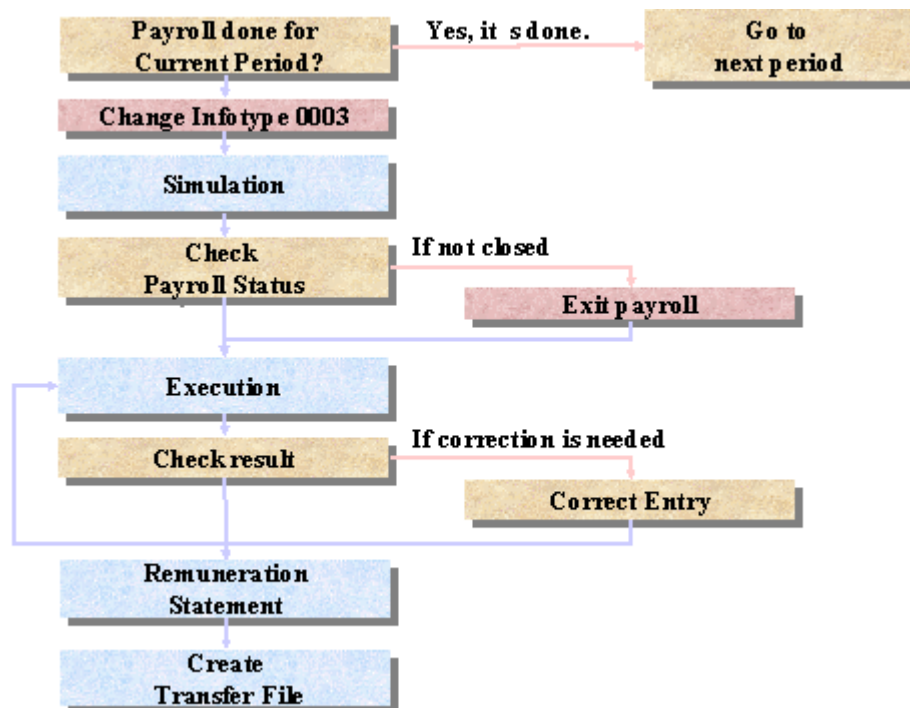 Payroll done for
Current Period?
Yes, it s done.
Go to
next period
Change Infotype 0003
Simulation
Check
Payroll Status
If not closed
Exit payroll
Execution
If correction is needed
Check result
Correct Entry
Remuneration
Statement
Create
Transfer File